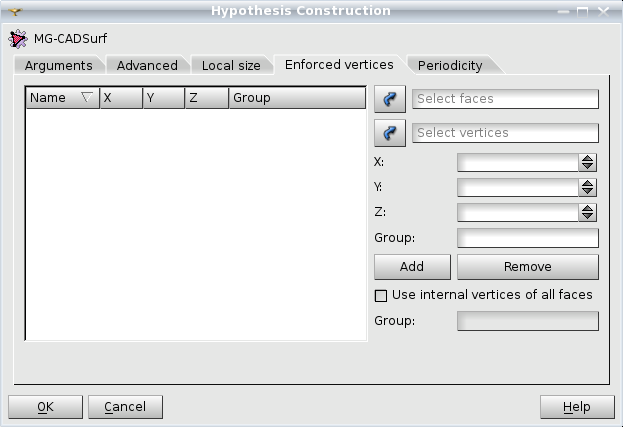 Hypothesis Construction
MG-CADSurf
Arguments Advanced Local size Enforced vertices Periodicity
Name X Y Z Group
Select faces
Select vertices
X:
Y:
Z:
Group:
Add Remove
Use internal vertices of all faces
Group:
OK Cancel Help